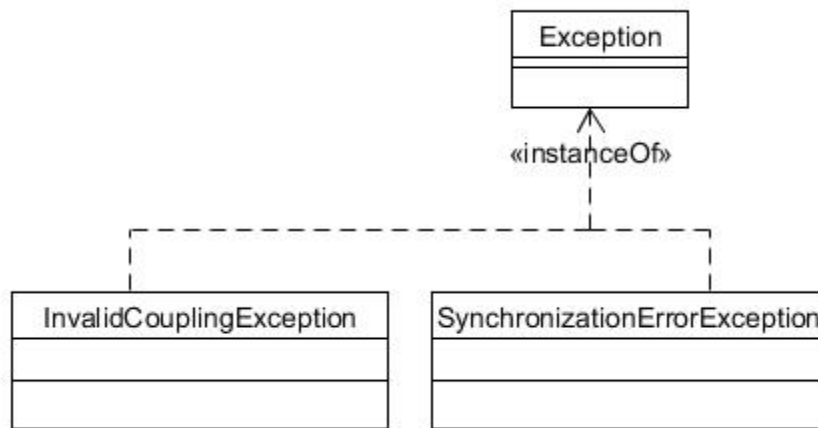 Exception
«instanceOf»
InvalidCouplingException
SynchronizationErrorException